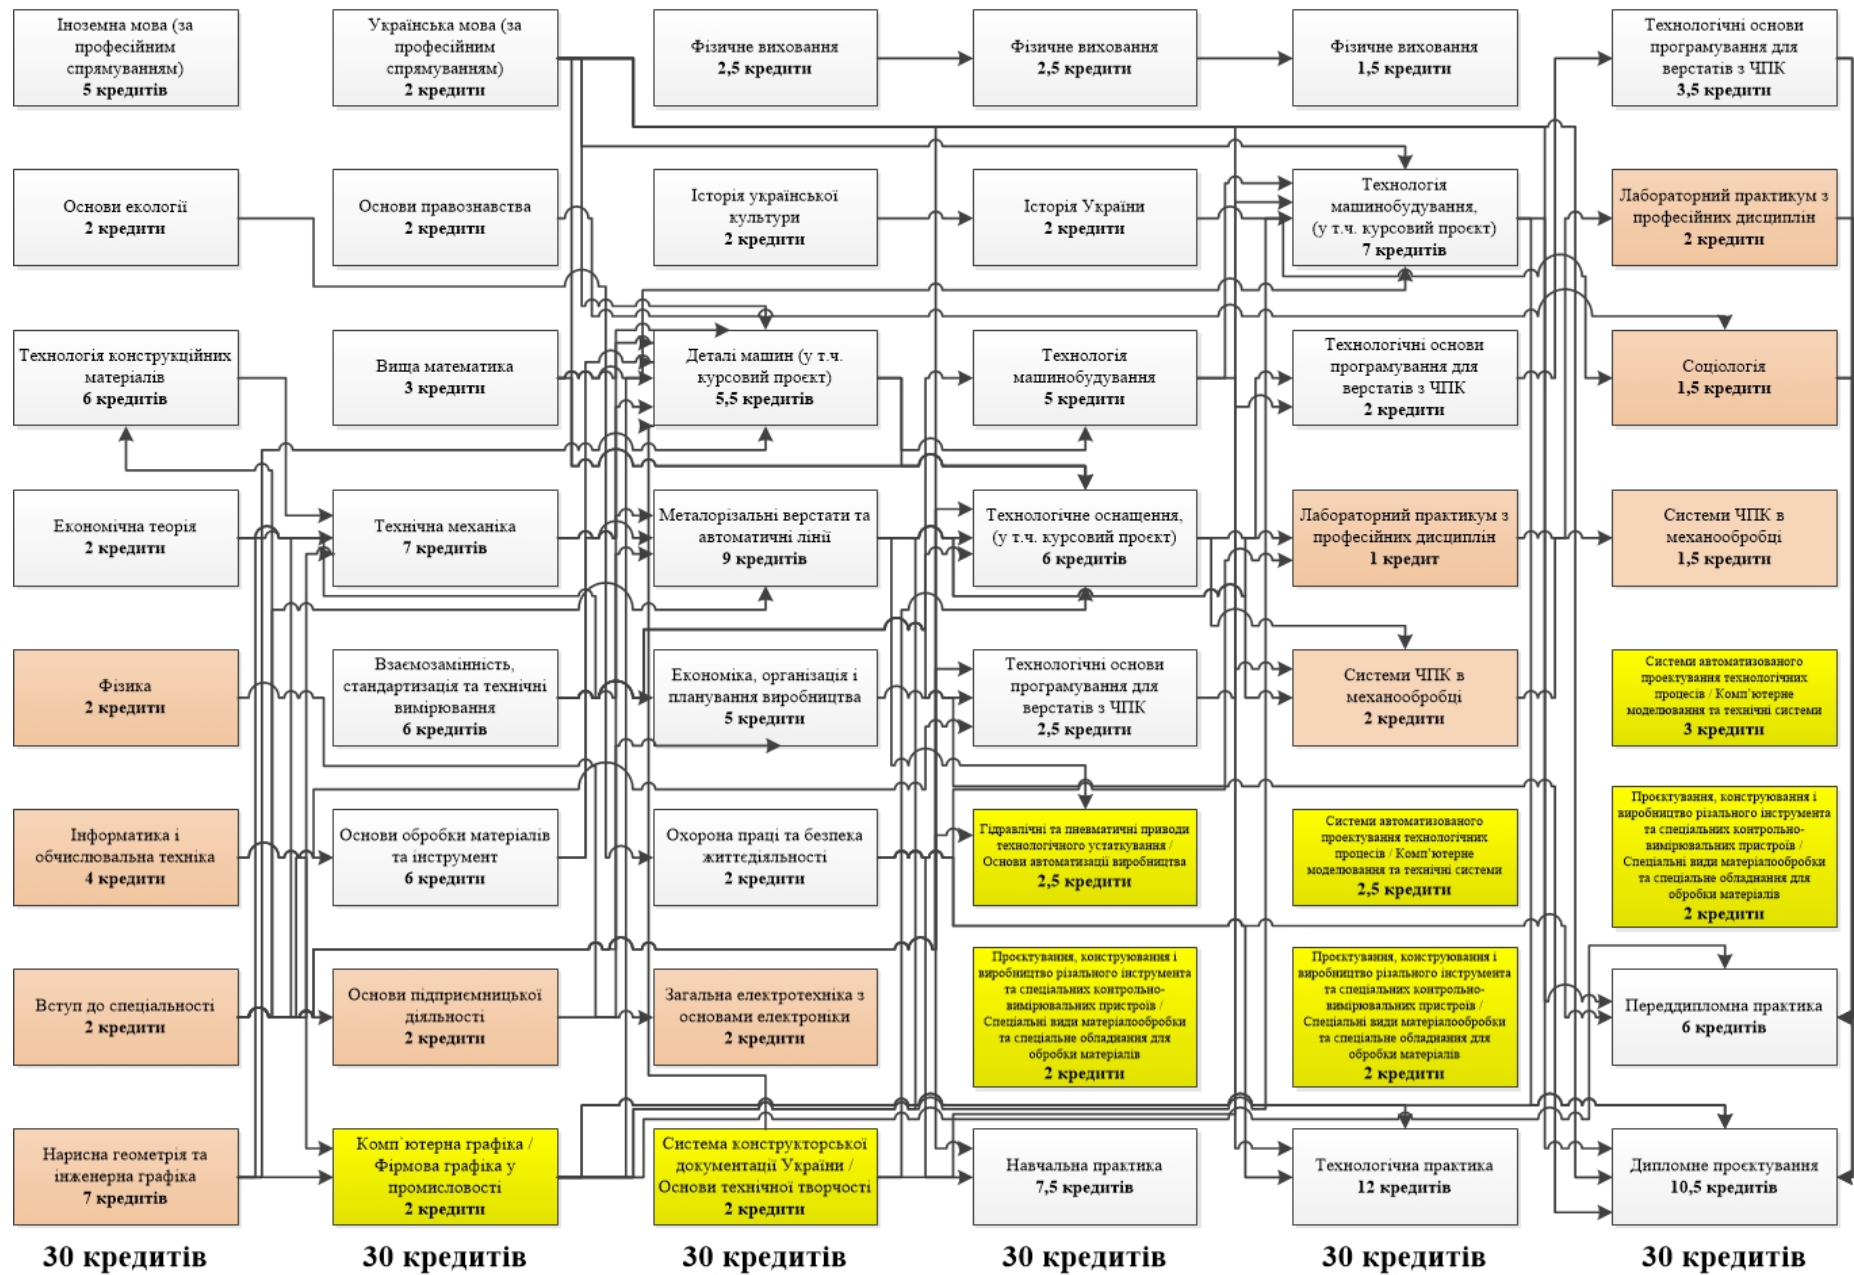 Іноземна мова (за
професійним
спрямуванням)
5 кредитів
Українська мова (за
професійним
спрямуванням)
2 кредити
Фізичне виховання
2,5 кредити
Фізичне виховання
2,5 кредити
Фізичне виховання
1,5 кредити
Технологічні основи
програмування для
верстатів з ЧПК
3,5 кредити
Основи екології
2 кредити
Основи правознавства
2 кредити
Історія української
культури
2 кредити
Історія України
2 кредити
Технологія
машинобудування,
(у т.ч. курсовий проєкт)
7 кредитів
Лабораторний практикум з
професійних дисциплін
2 кредити
Технологія конструкційних
матеріалів
6 кредитів
Вища математика
3 кредити
Деталі машин (у т.ч.
курсовий проєкт)
5,5 кредитів
Технологія
машинобудування
5 кредити
Технологічні основи
програмування для
верстатів з ЧПК
2 кредити
Соціологія
1,5 кредити
Економічна теорія
2 кредити
Технічна механіка
7 кредитів
Металорізальні верстати та
автоматичні лінії
9 кредитів
Технологічне оснащення,
(у т.ч. курсовий проєкт)
6 кредитів
Лабораторний практикум з
професійних дисциплін
1 кредит
Системи ЧПК в
механообробці
1,5 кредити
Фізика
2 кредити
Взаємозамінність,
стандартизація та технічні
вимірювання
6 кредитів
Економіка, організація і
планування виробництва
5 кредити
Технологічні основи
програмування для
верстатів з ЧПК
2,5 кредити
Системи ЧПК в
механообробці
2 кредити
Системи автоматизованого
проектування технологічних
процесів / Комп’ютерне
моделювання та технічні системи
3 кредити
Інформатика і
обчислювальна техніка
4 кредити
Основи обробки матеріалів
та інструмент
6 кредитів
Охорона праці та безпека
життєдіяльності
2 кредити
Гідравлічні та пневматичні приводи
технологічного устаткування /
Основи автоматизації виробництва
2,5 кредити
Системи автоматизованого
проектування технологічних
процесів / Комп’ютерне
моделювання та технічні системи
2,5 кредити
Проєктування, конструювання і
виробництво різального інструмента
та спеціальних контрольно-
вимірювальних пристроїв /
Спеціальні види матеріалообробки
та спеціальне обладнання для
обробки матеріалів
2 кредити
Вступ до спеціальності
2 кредити
Основи підприємницької
діяльності
2 кредити
Загальна електротехніка з
основами електроніки
2 кредити
Проєктування, конструювання і
виробництво різального інструмента
та спеціальних контрольно-
вимірювальних пристроїв /
Спеціальні види матеріалообробки
та спеціальне обладнання для
обробки матеріалів
2 кредити
Проєктування, конструювання і
виробництво різального інструмента
та спеціальних контрольно-
вимірювальних пристроїв /
Спеціальні види матеріалообробки
та спеціальне обладнання для
обробки матеріалів
2 кредити
Переддипломна практика
6 кредитів
Нарисна геометрія та
інженерна графіка
7 кредитів
Комп`ютерна графіка /
Фірмова графіка у
промисловості
2 кредити
Система конструкторської
документації України /
Основи технічної творчості
2 кредити
Навчальна практика
7,5 кредити
Технологічна практика
12 кредитів
Дипломне проєктування
10,5 кредитів
30 кредитів
30 кредитів
30 кредитів
30 кредитів
30 кредитів
30 кредитів